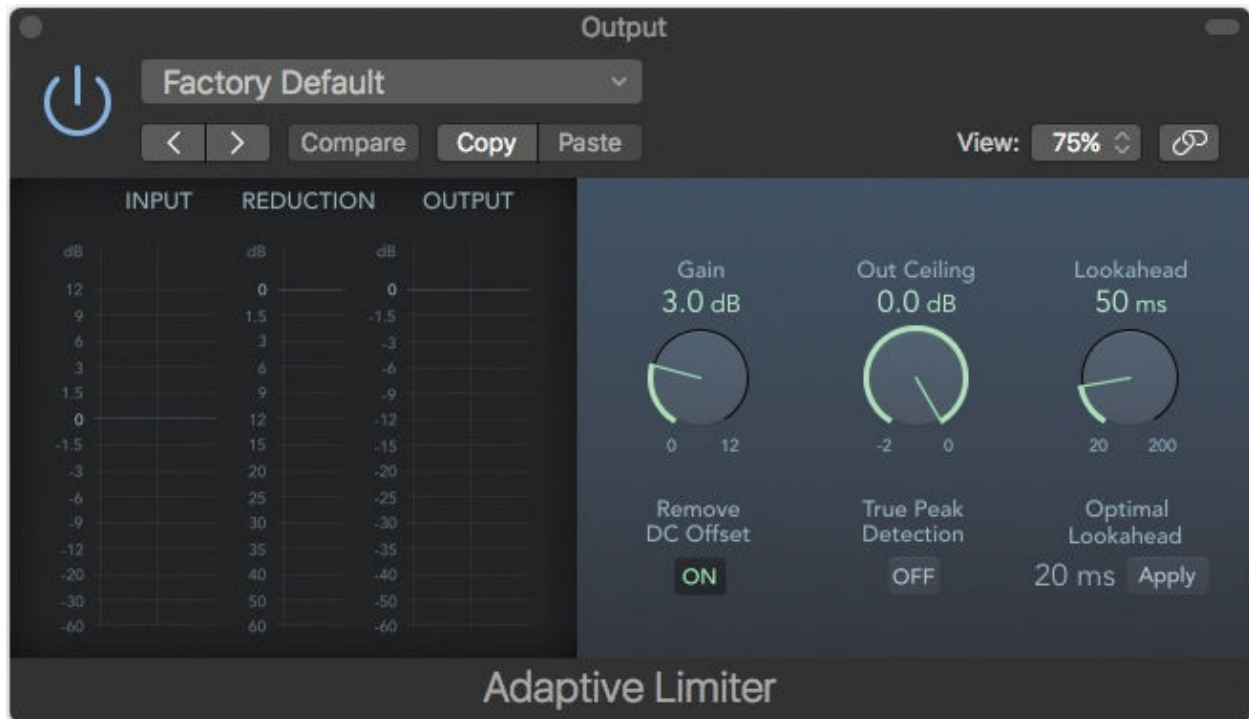 Output
Factory Default
Compare Copy Paste View: 75%
INPUT REDUCTION OUTPUT
dB dB dB
12 0 0
9 1.5 -1.5
6 3 -3
3 6 -6
1.5 9 -9
0 12 -12
-1.5 15 -15
-3 20 -20
-6 25 -25
-9 30 -30
-12 35 -35
-20 40 -40
-30 50 -50
-60 60 -60
Gain Out Ceiling Lookahead
3.0 dB 0.0 dB 50 ms
0 12 -2 0 20 200
Remove True Peak Optimal
DC Offset Detection Lookahead
ON OFF 20 ms Apply
Adaptive Limiter